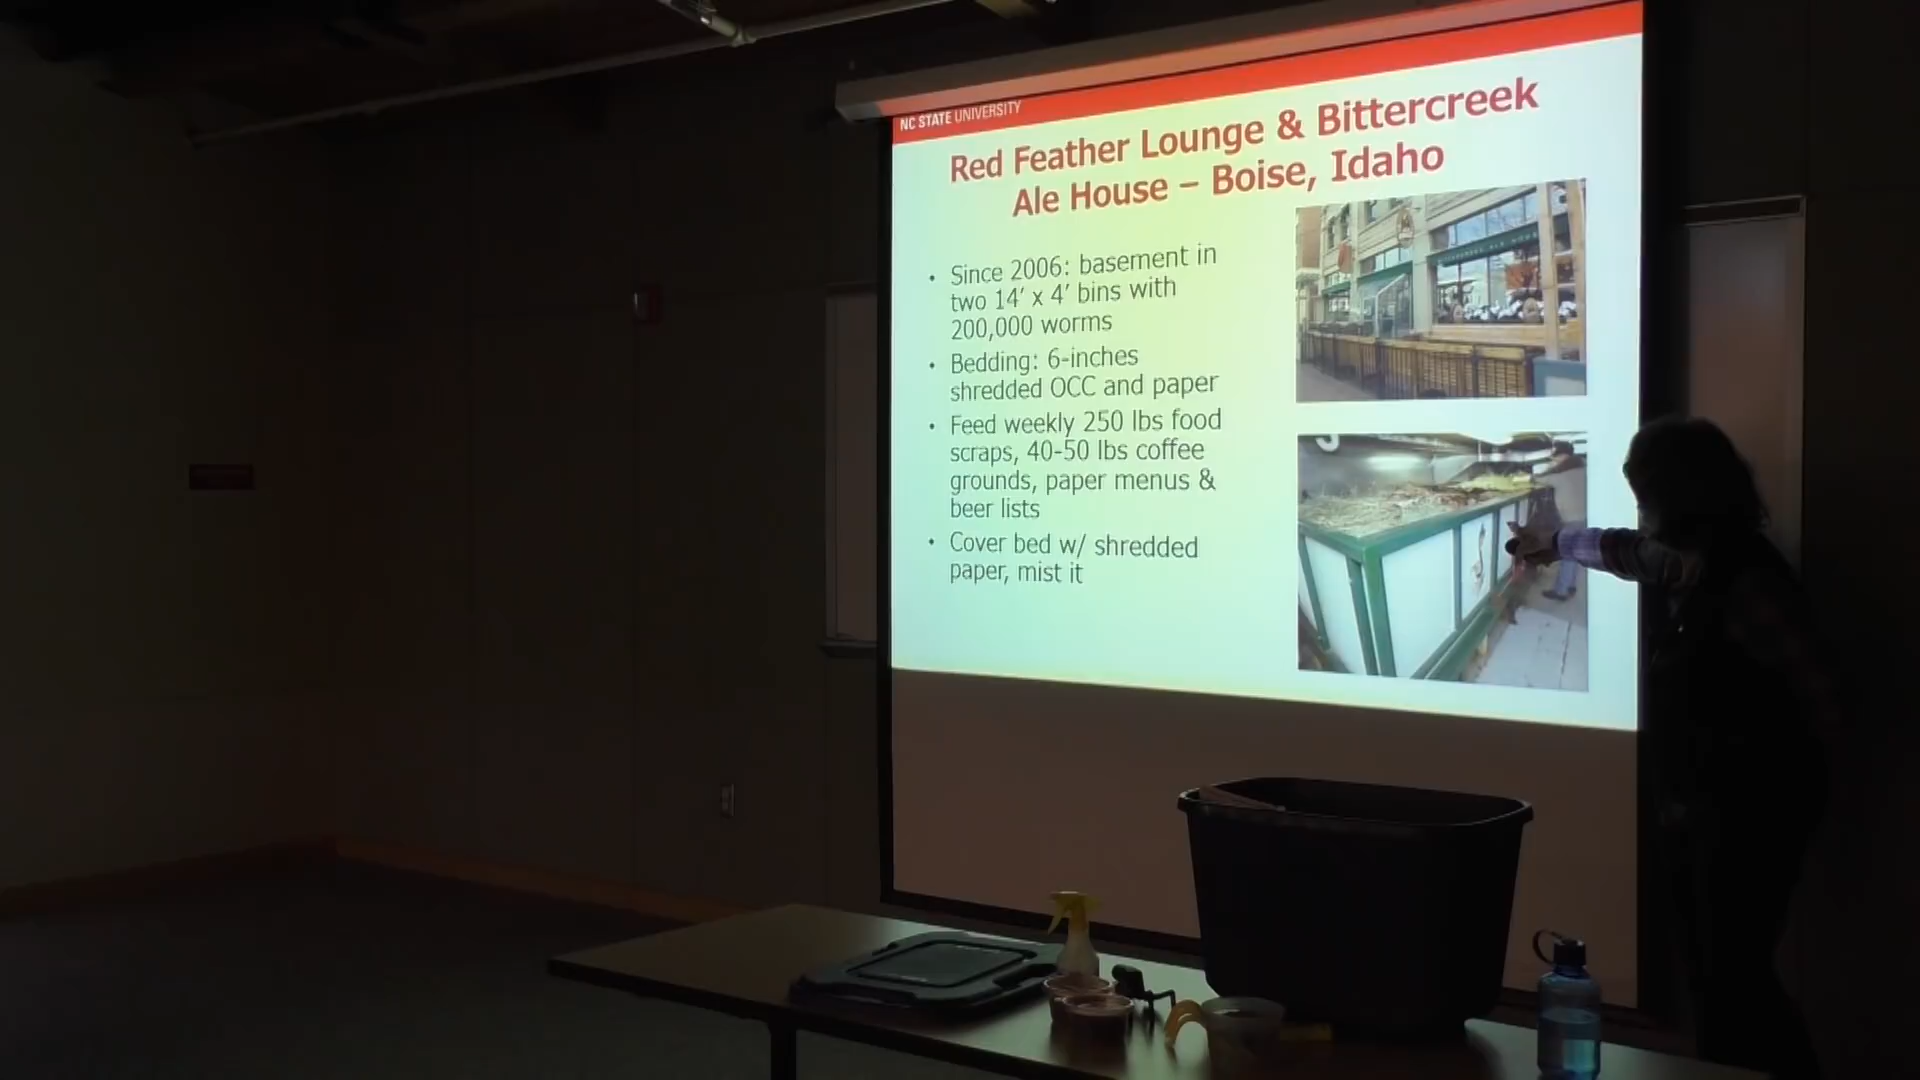 NC STATE UNIVERSITY
Red Feather Lounge & Bittercreek
Ale House – Boise, Idaho
• Since 2006: basement in
two 14' x 4' bins with
200,000 worms
• Bedding: 6-inches
shredded OCC and paper
• Feed weekly 250 lbs food
scraps, 40-50 lbs coffee
grounds, paper menus &
beer lists
• Cover bed w/ shredded
paper, mist it